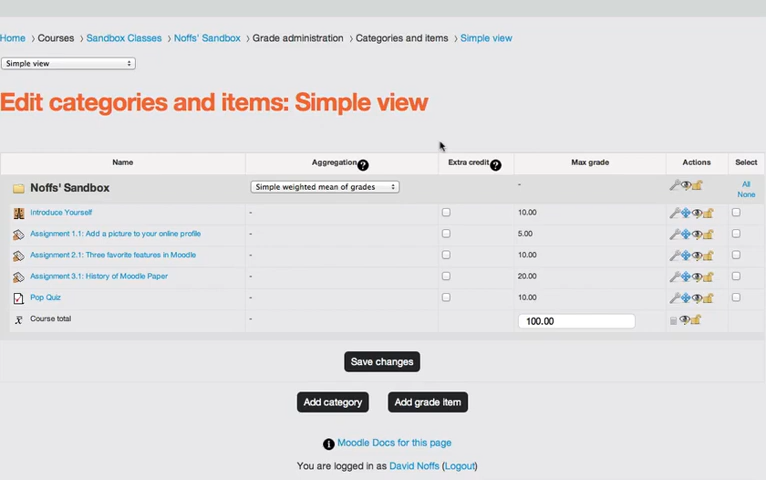 Home > Courses > Sandbox Classes > Noffs' Sandbox > Grade administration > Categories and items > Simple view
Simple view
Edit categories and items: Simple view
Name Aggregation ? Extra credit ? Max grade Actions Select
Noffs' Sandbox Simple weighted mean of grades - All
None
Introduce Yourself - 10.00
Assignment 1.1: Add a picture to your online profile - 5.00
Assignment 2.1: Three favorite features in Moodle - 10.00
Assignment 3.1: History of Moodle Paper - 20.00
Pop Quiz - 10.00
x̄ Course total - 100.00
Save changes
Add category Add grade item
i Moodle Docs for this page
You are logged in as David Noffs (Logout)